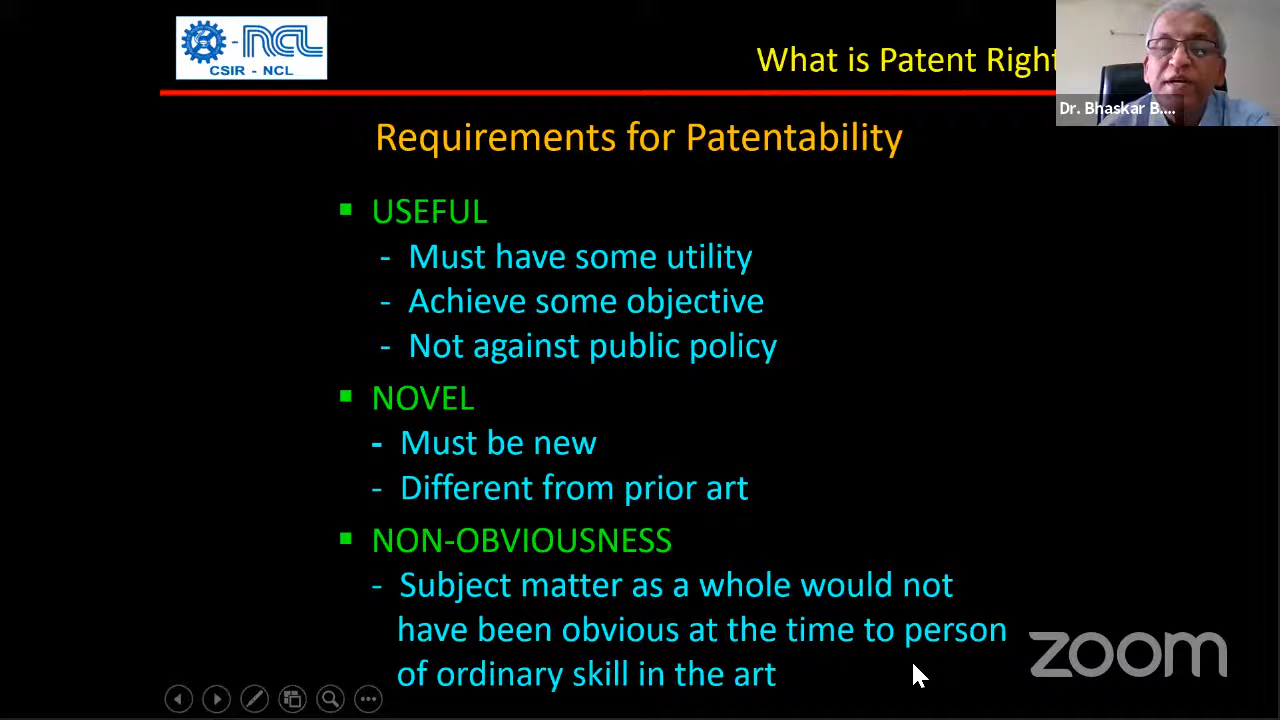 - NCL
CSIR - NCL
What is Patent Right
Dr. Bhaskar B....
Requirements for Patentability
▪ USEFUL
- Must have some utility
- Achieve some objective
- Not against public policy
▪ NOVEL
- Must be new
- Different from prior art
▪ NON-OBVIOUSNESS
- Subject matter as a whole would not
have been obvious at the time to person
of ordinary skill in the art
zoom